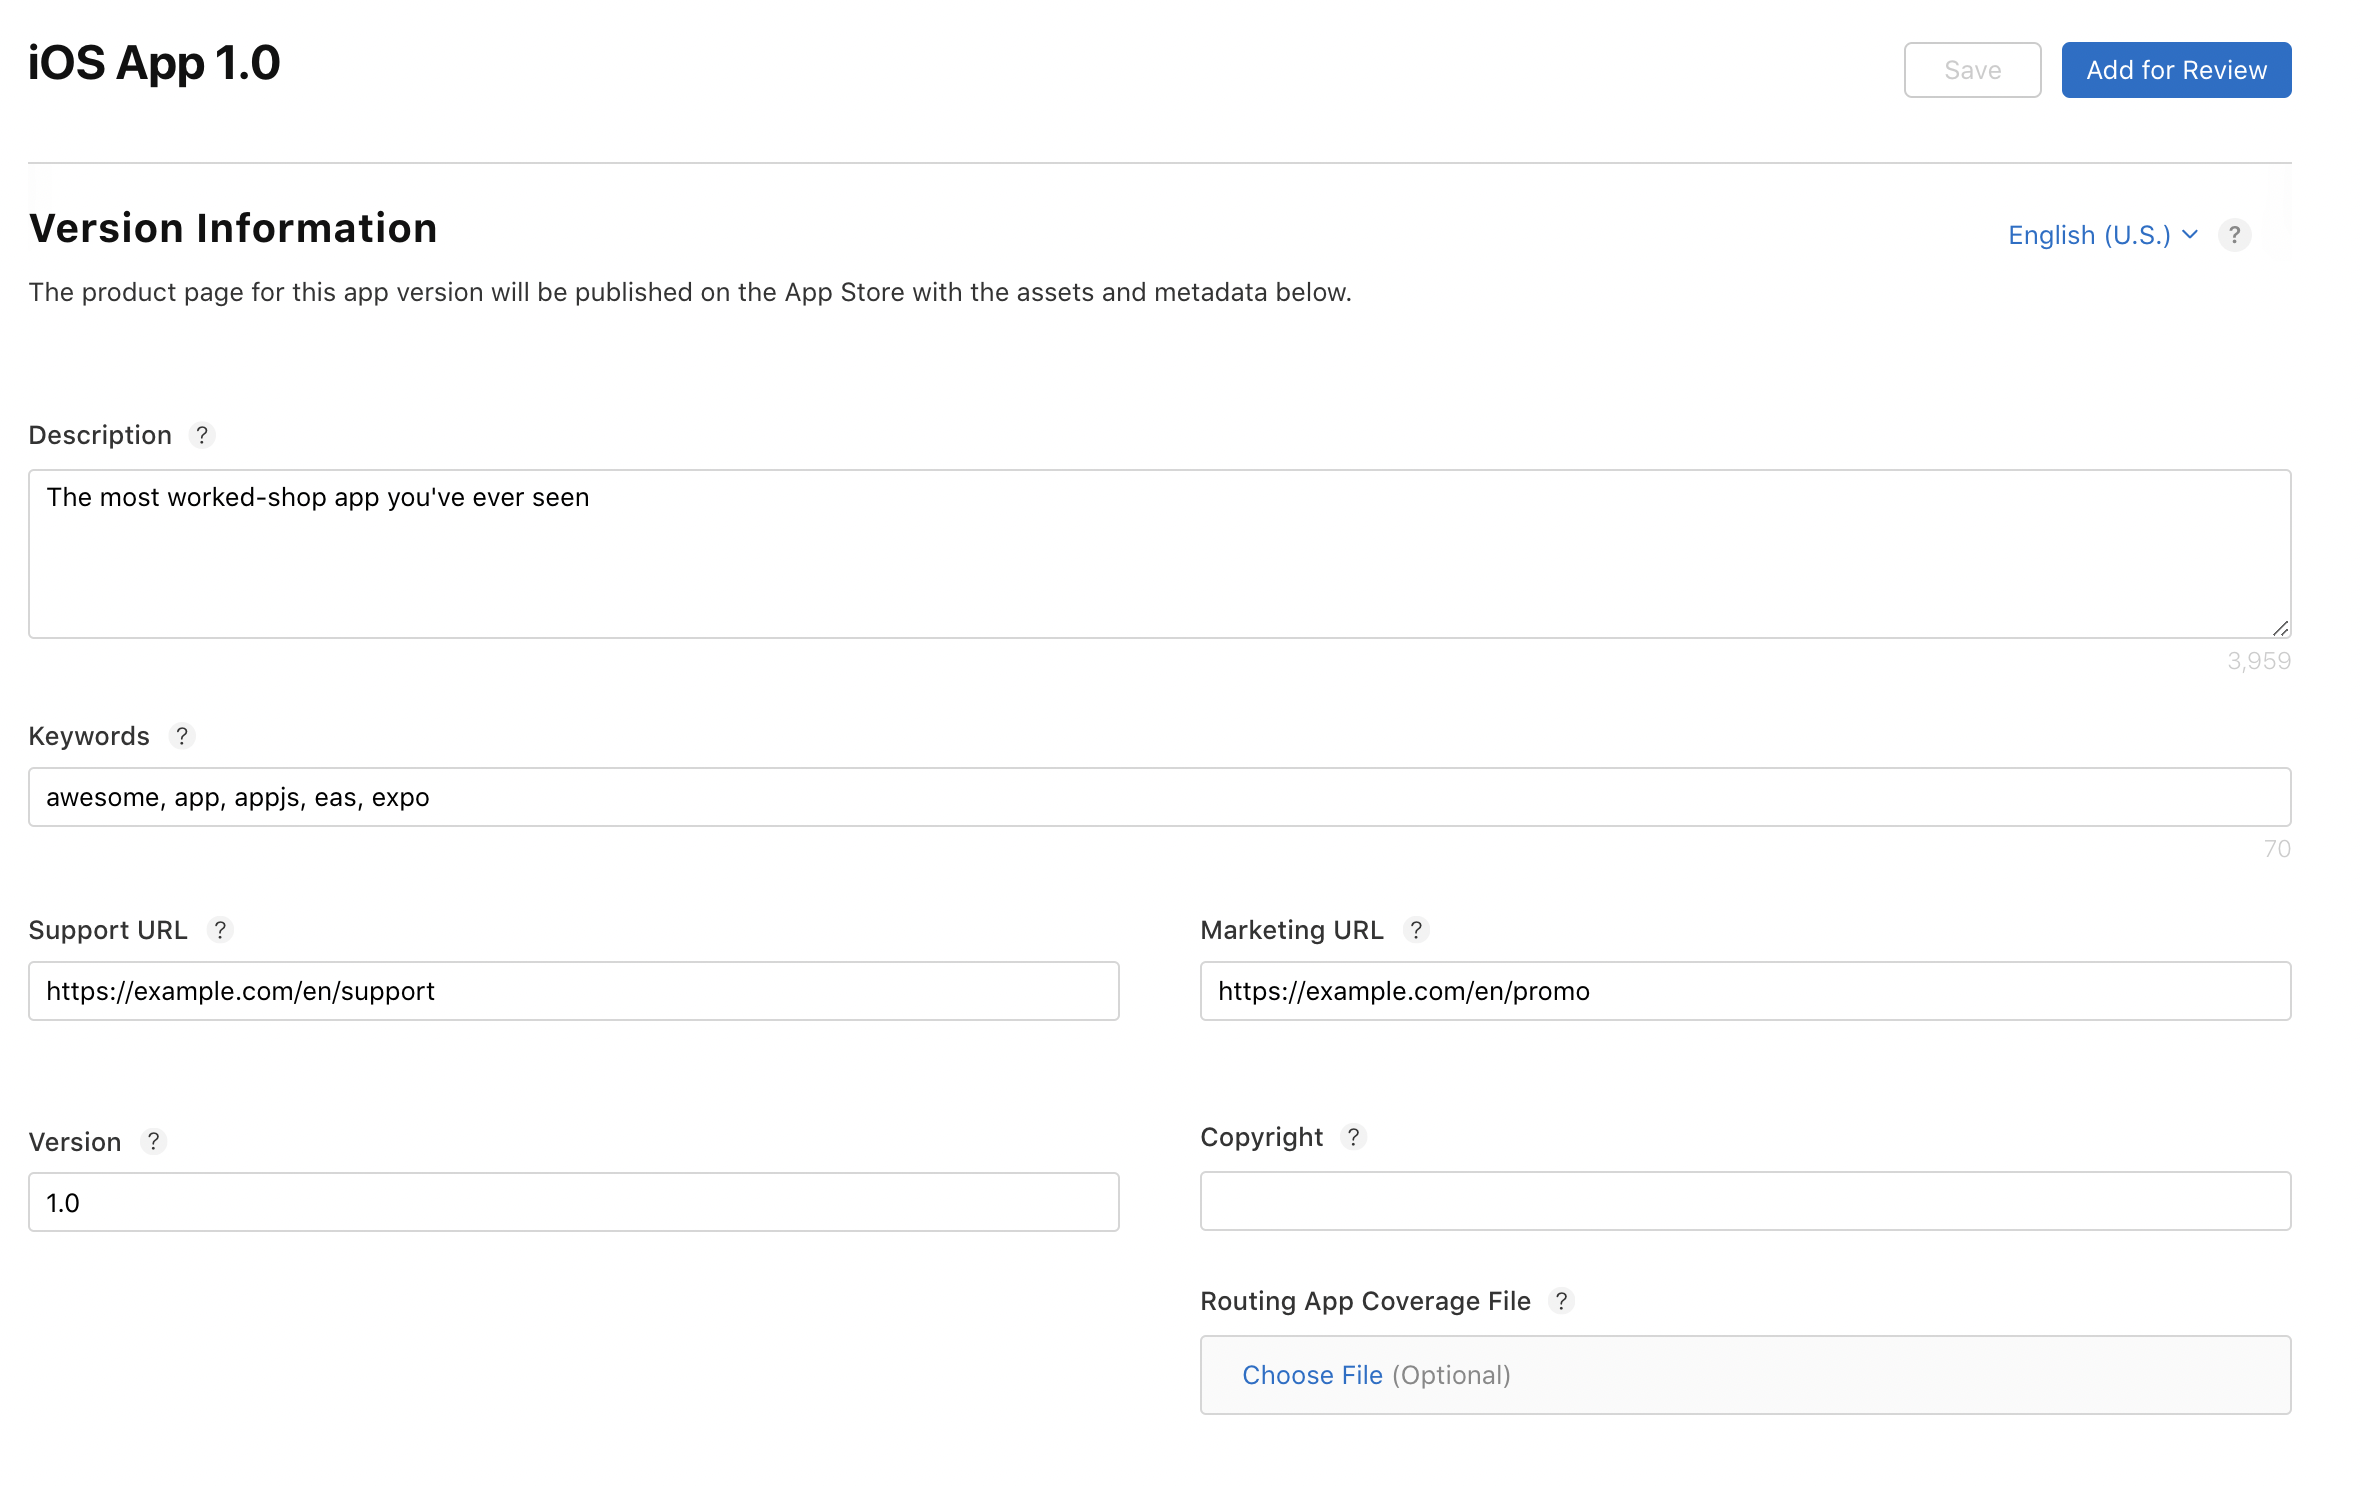 iOS App 1.0
Save
Add for Review
Version Information
English (U.S.)
?
The product page for this app version will be published on the App Store with the assets and metadata below.
Description ?
The most worked-shop app you've ever seen
3,959
Keywords ?
awesome, app, appjs, eas, expo
70
Support URL ?
https://example.com/en/support
Marketing URL ?
https://example.com/en/promo
Version ?
1.0
Copyright ?
Routing App Coverage File ?
Choose File (Optional)